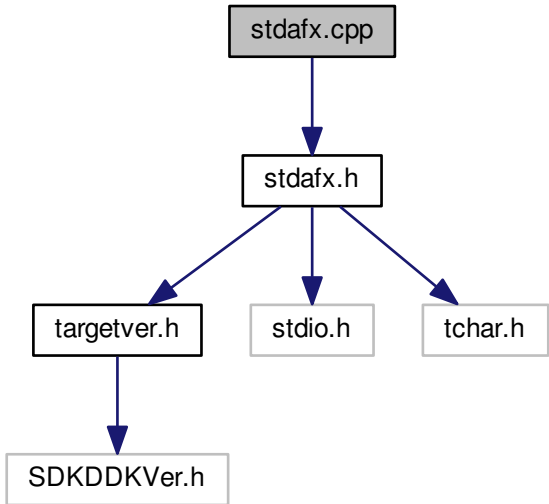 stdafx.cpp
stdafx.h
targetver.h
stdio.h
tchar.h
SDKDDKVer.h